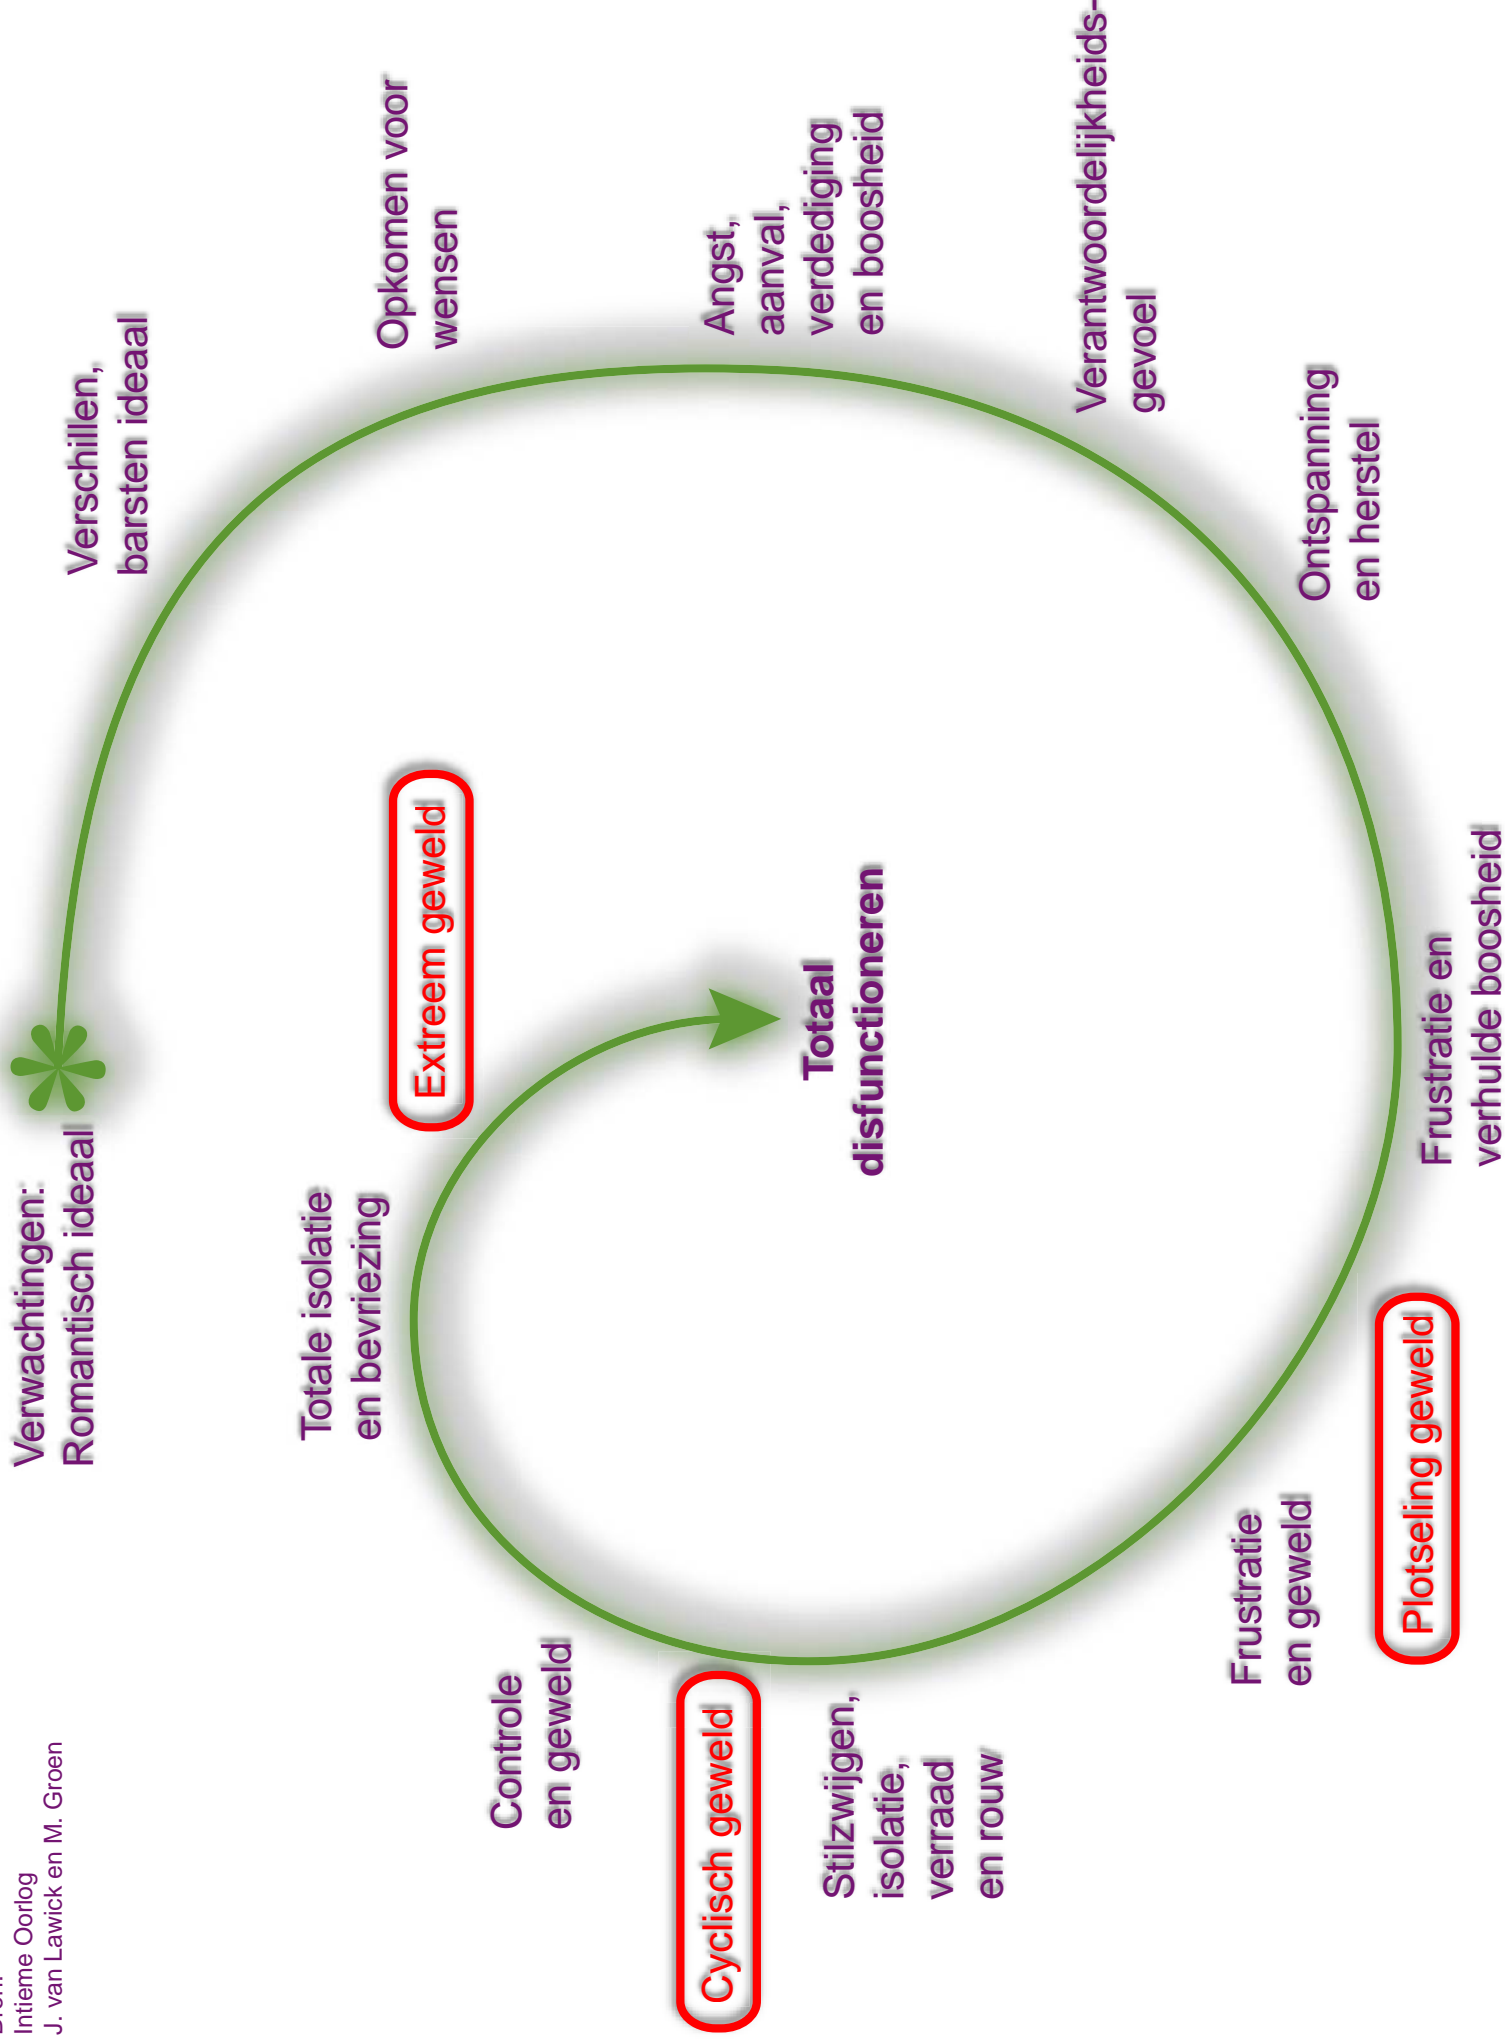 Bron:
Intieme Oorlog
J. van Lawick en M. Groen
Verwachtingen:
Romantisch ideaal
Verschillen,
barsten ideaal
Opkomen voor
wensen
Angst,
aanval,
verdediging
en boosheid
Verantwoordelijkheids-
gevoel
Ontspanning
en herstel
Frustratie en
verhulde boosheid
Plotseling geweld
Frustratie
en geweld
Stilzwijgen,
isolatie,
verraad
en rouw
Cyclisch geweld
Controle
en geweld
Totale isolatie
en bevriezing
Extreem geweld
Totaal
disfunctioneren